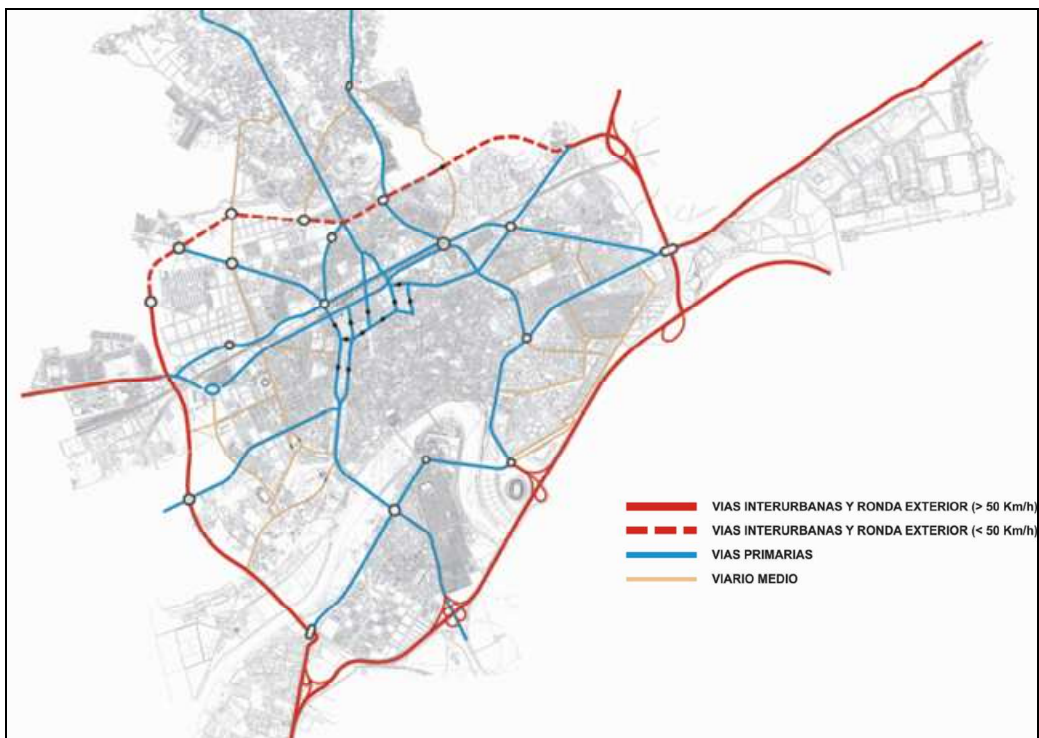 VIAS INTERURBANAS Y RONDA EXTERIOR (> 50 Km/h)
VIAS INTERURBANAS Y RONDA EXTERIOR (< 50 Km/h)
VIAS PRIMARIAS
VIARIO MEDIO